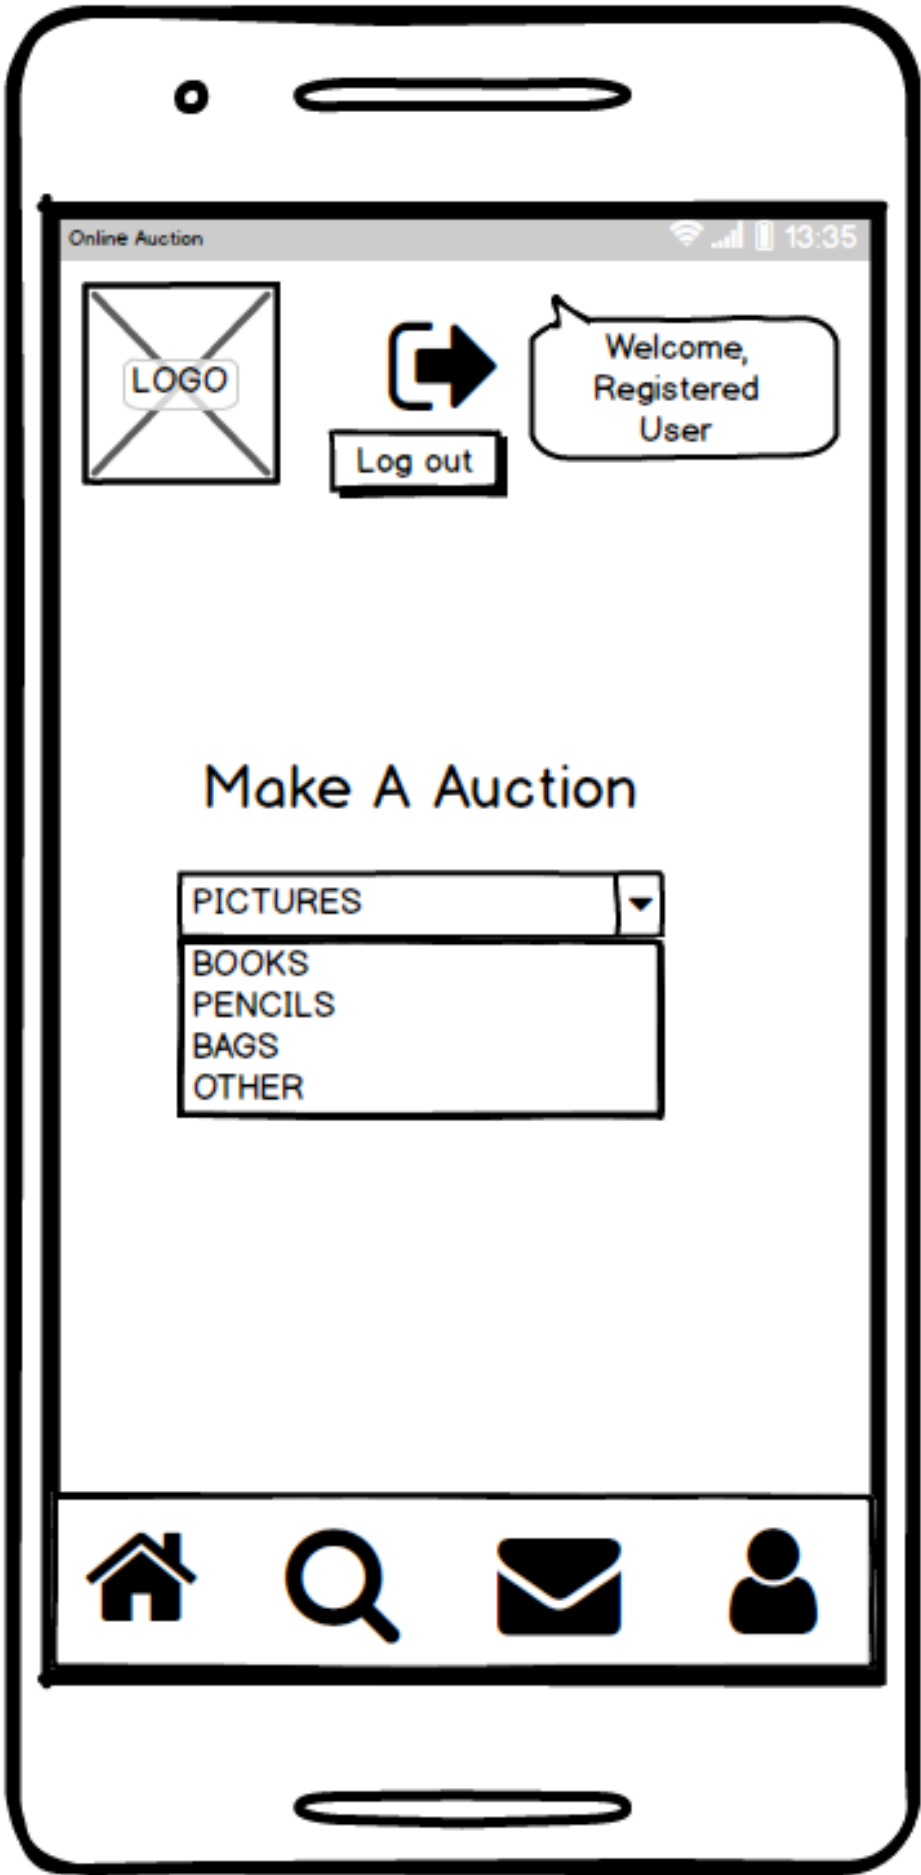 Online Auction 13:35
LOGO
Welcome,
Registered
User
Log out
Make A Auction
PICTURES
BOOKS
PENCILS
BAGS
OTHER